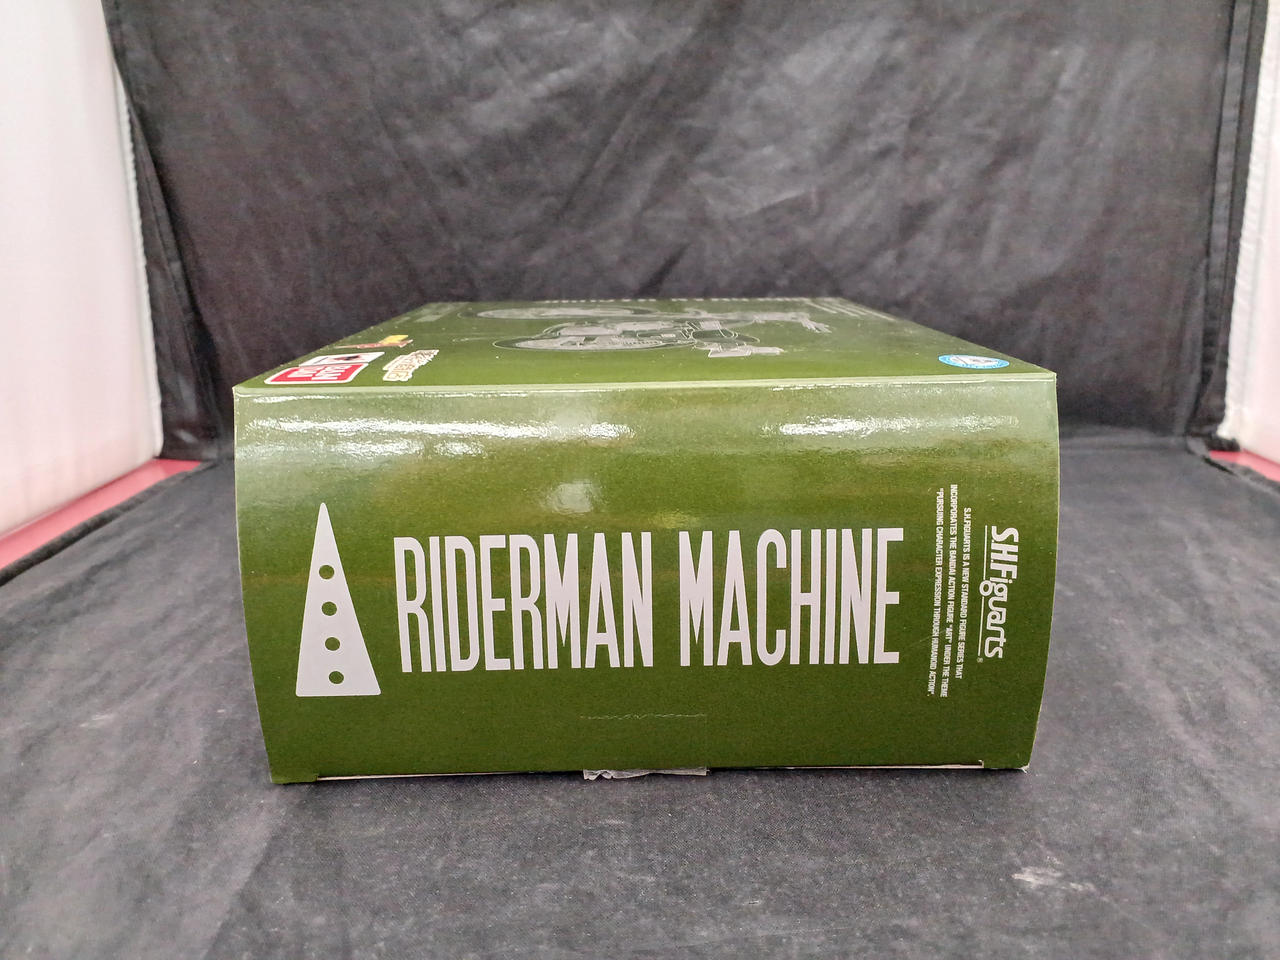 RIDERMAN MACHINE
S.H.Figuarts®
S.H.FIGUARTS IS A NEW STANDARD FIGURE SERIES THAT
INCORPORATES THE BANDAI ACTION FIGURE "ART" UNDER THE THEME
"PURSUING CHARACTER EXPRESSION THROUGH HUMANOID ACTION".